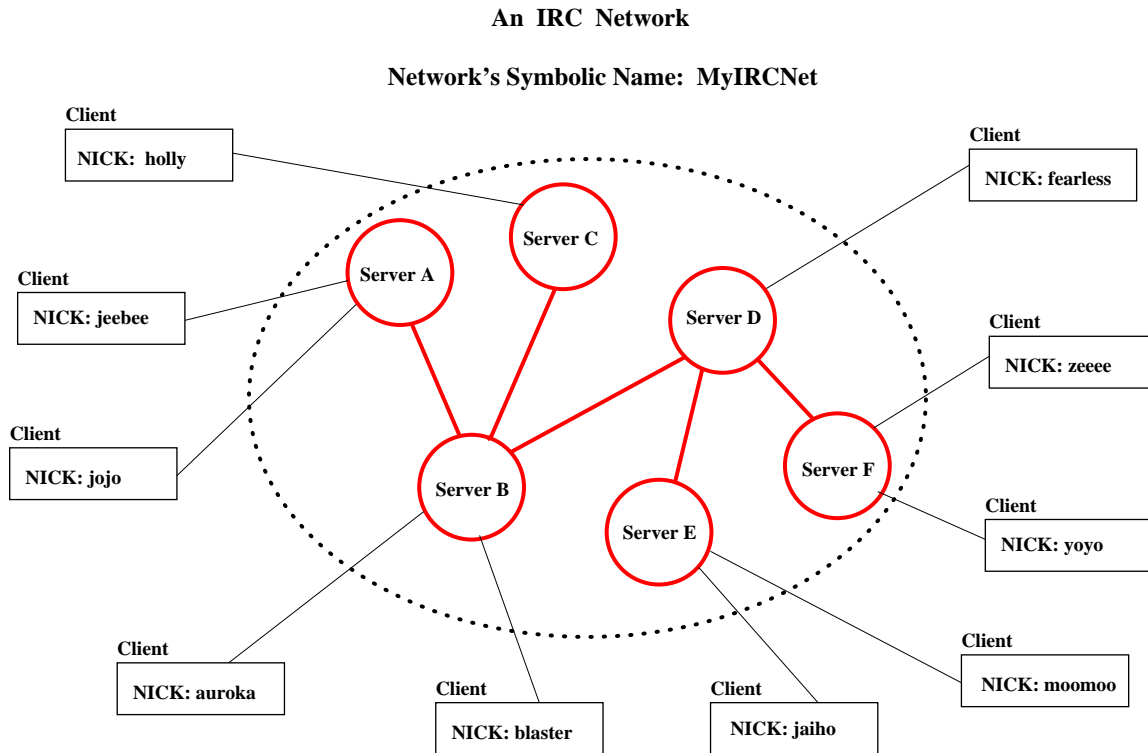 An IRC Network
Network's Symbolic Name: MyIRCNet
Client
NICK: holly
Client
NICK: fearless
Server C
Server A
Client
NICK: jeebee
Server D
Client
NICK: zeeee
Client
NICK: jojo
Server B
Server F
Server E
Client
NICK: yoyo
Client
NICK: auroka
Client
NICK: moomoo
Client
NICK: blaster
Client
NICK: jaiho